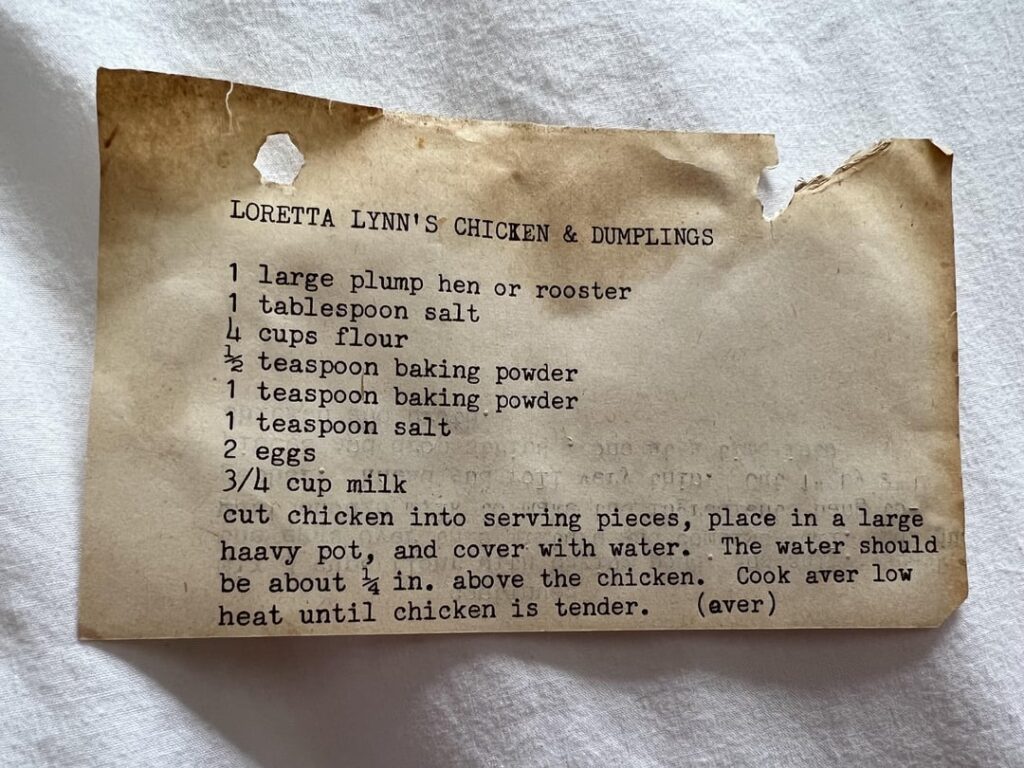 LORETTA LYNN'S CHICKEN & DUMPLINGS
1 large plump hen or rooster
1 tablespoon salt
4 cups flour
½ teaspoon baking powder
1 teaspoon baking powder
1 teaspoon salt
2 eggs
3/4 cup milk
cut chicken into serving pieces, place in a large
haavy pot, and cover with water. The water should
be about ¼ in. above the chicken. Cook aver low
heat until chicken is tender. (aver)